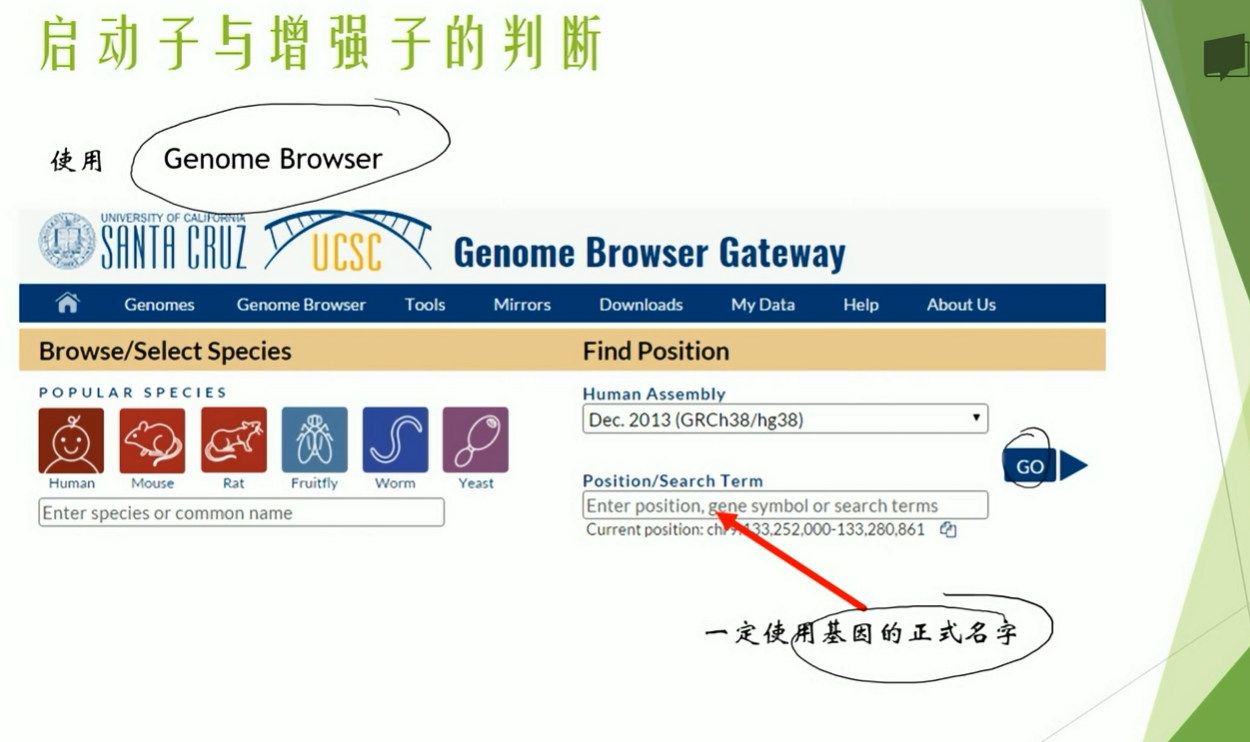 启动子与增强子的判断
使用 Genome Browser
UNIVERSITY OF CALIFORNIA
SANTA CRUZ UCSC Genome Browser Gateway
Genomes Genome Browser Tools Mirrors Downloads My Data Help About Us
Browse/Select Species Find Position
POPULAR SPECIES Human Assembly
Dec. 2013 (GRCh38/hg38)
GO
Human Mouse Rat Fruitfly Worm Yeast Position/Search Term
Enter species or common name Enter position, gene symbol or search terms
Current position: 133,252,000-133,280,861
一定使用基因的正式名字